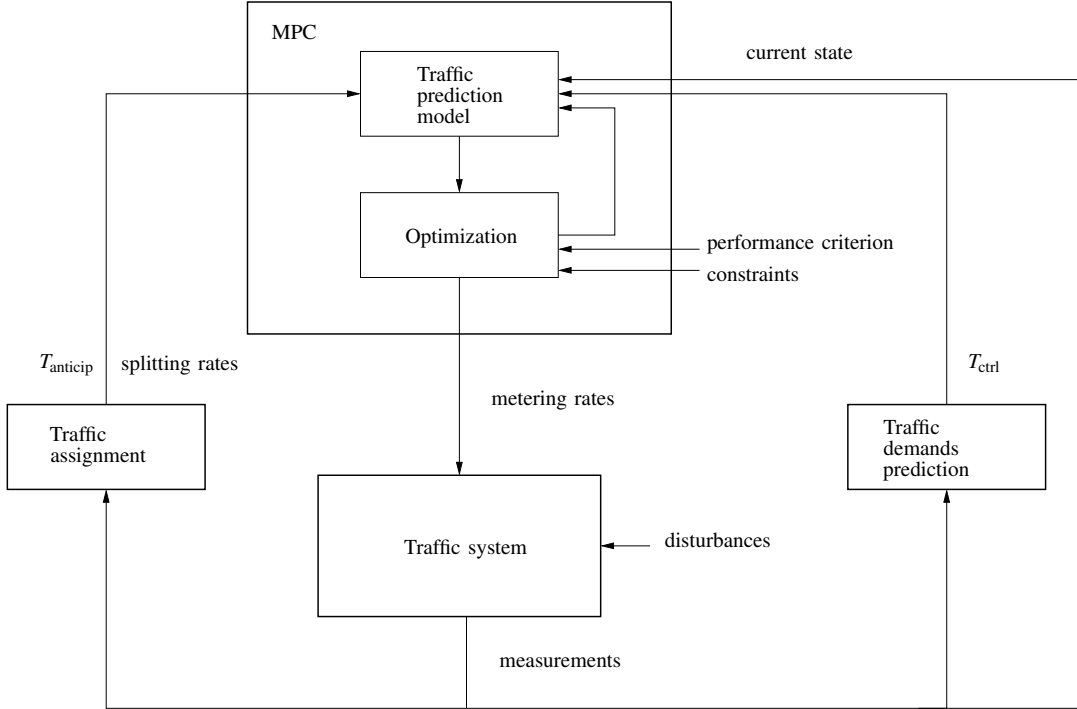 MPC
Traffic
prediction
model
current state
Optimization
performance criterion
constraints
T_anticip splitting rates
T_ctrl
metering rates
Traffic
assignment
Traffic
demands
prediction
Traffic system
disturbances
measurements